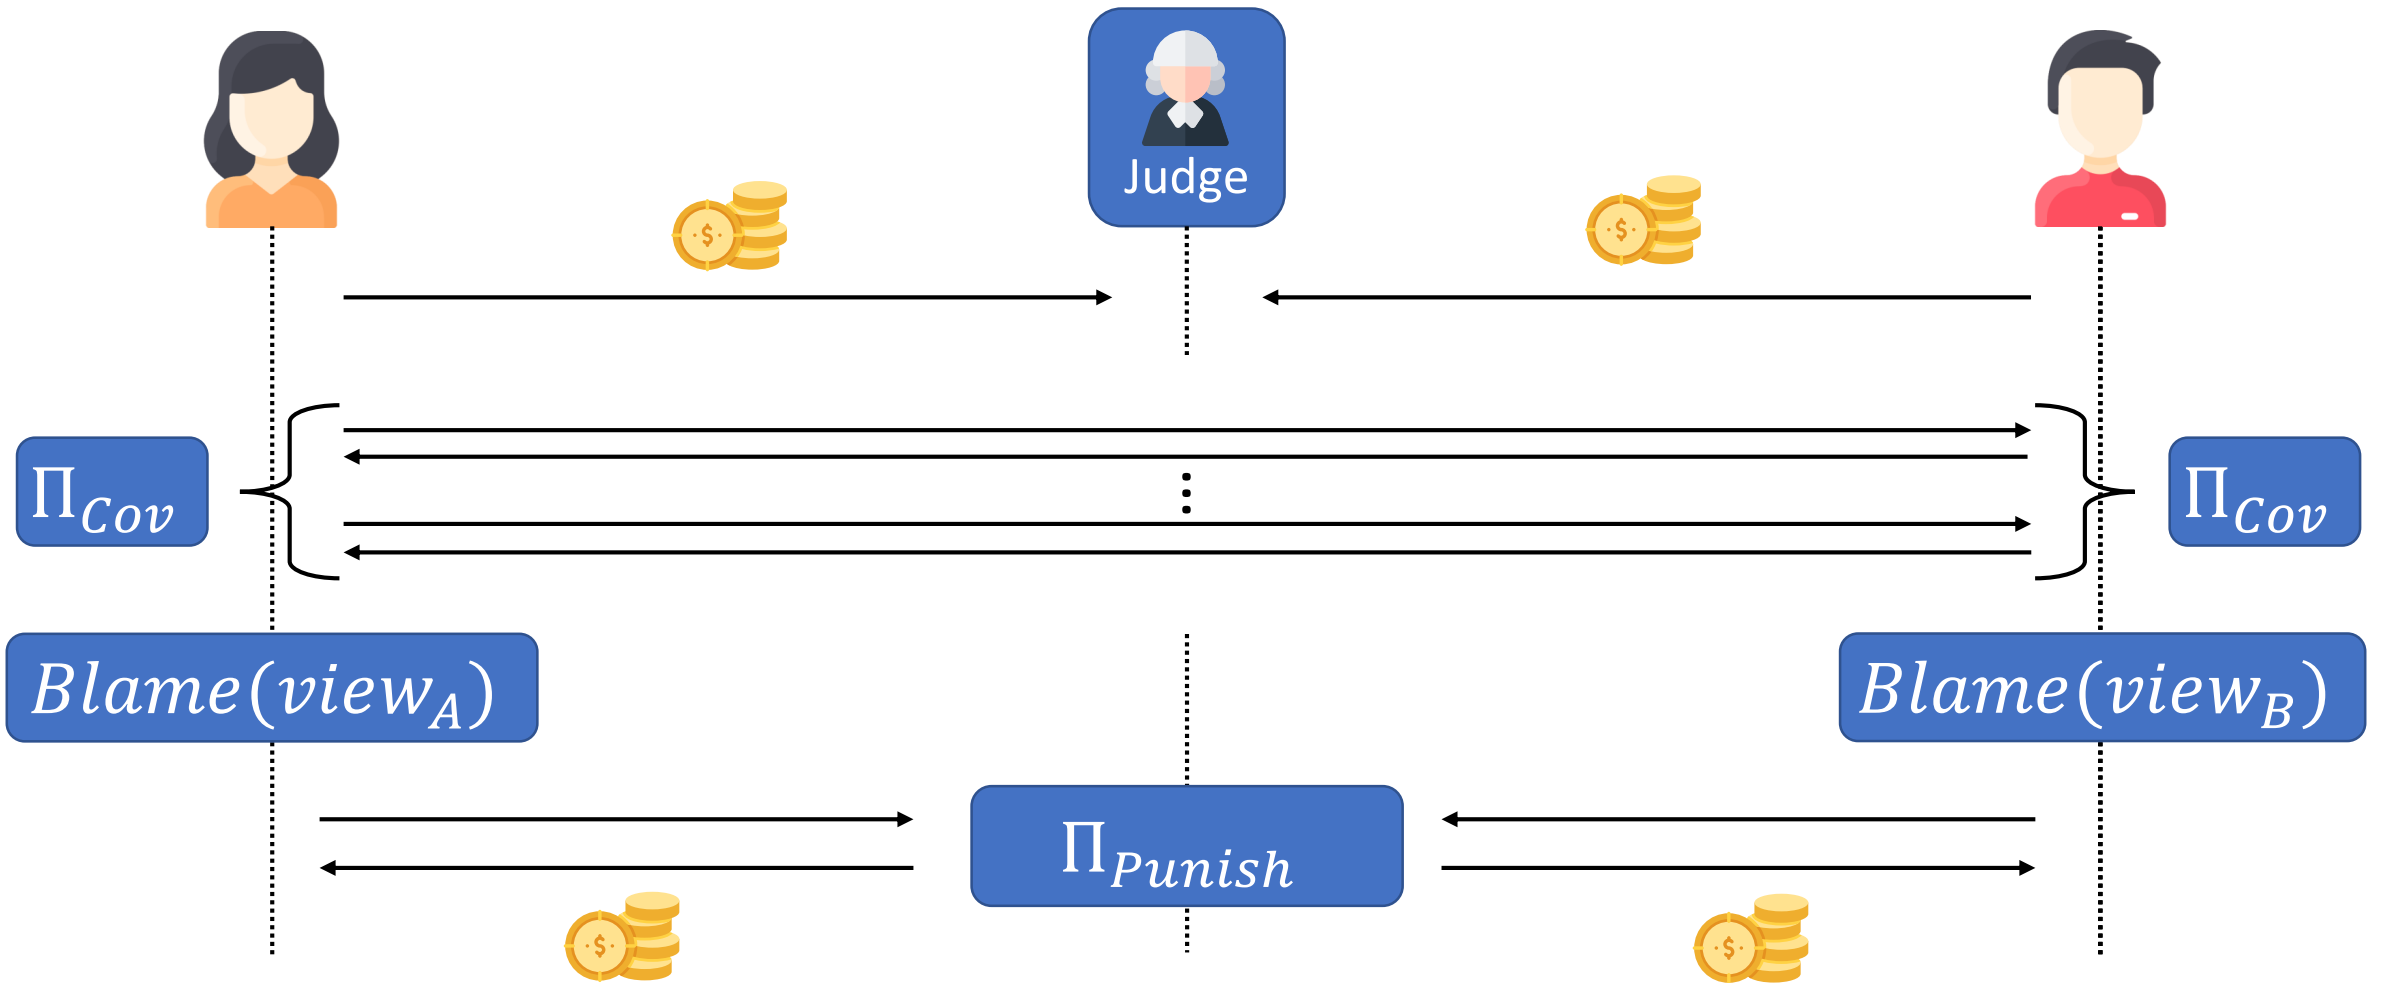 Judge
$
$
Π_Cov
Π_Cov
Blame(view_A)
Blame(view_B)
Π_Punish
$
$